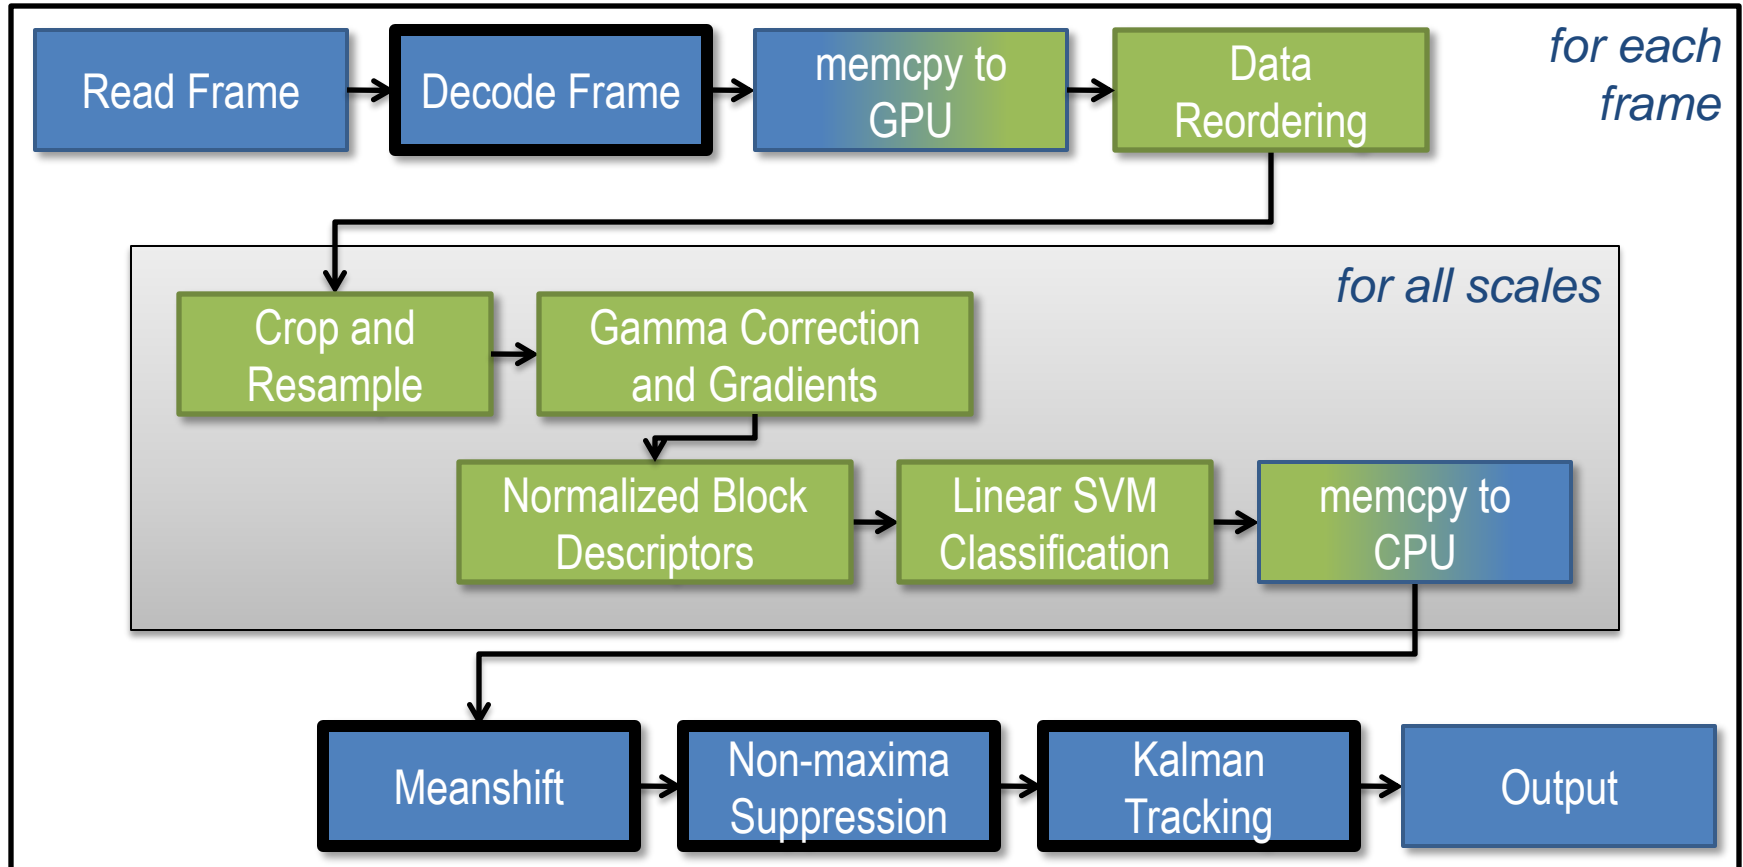 Read Frame
Decode Frame
memcpy to
GPU
Data
Reordering
for each
frame
for all scales
Crop and
Resample
Gamma Correction
and Gradients
Normalized Block
Descriptors
Linear SVM
Classification
memcpy to
CPU
Meanshift
Non-maxima
Suppression
Kalman
Tracking
Output